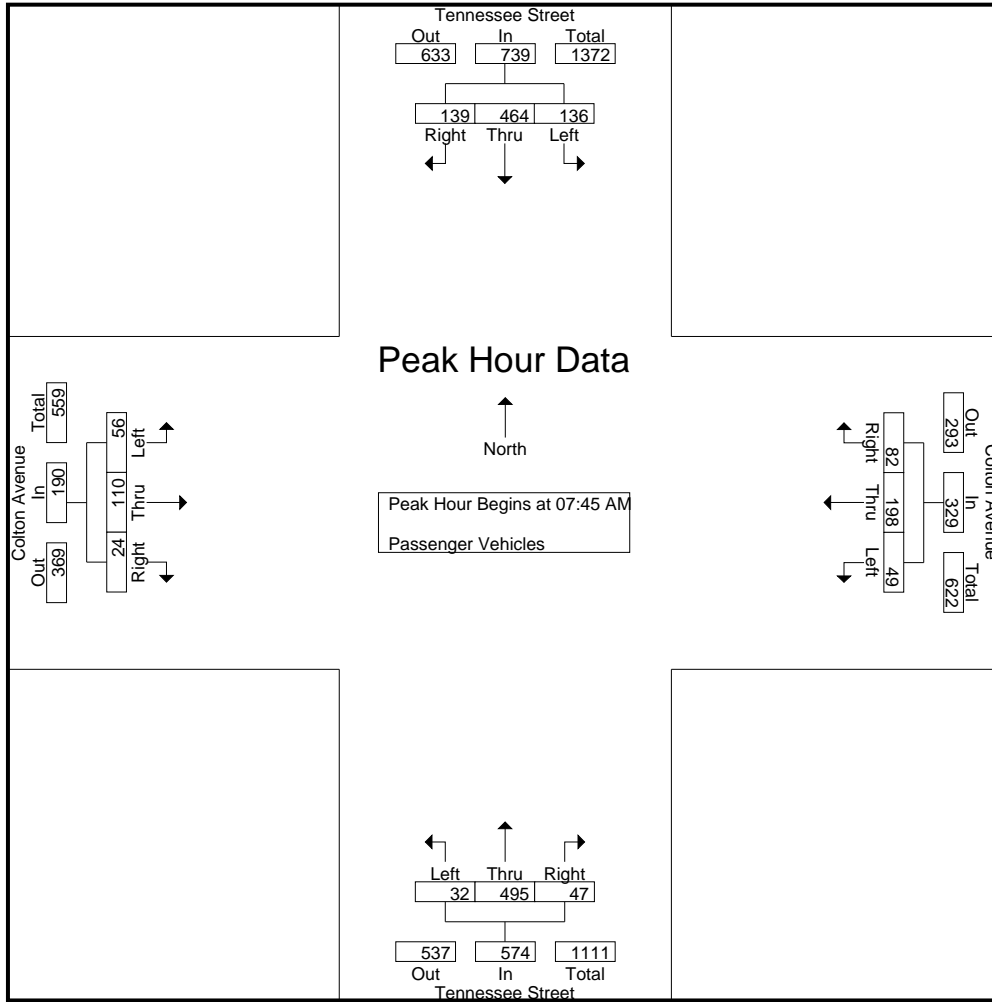 Tennessee Street
Out In Total
633 739 1372
139 464 136
Right Thru Left
Peak Hour Data
North
Peak Hour Begins at 07:45 AM
Passenger Vehicles
Colton Avenue
Out In Total
369 190 559
56 110 24
Left Thru Right
Colton Avenue
Out In Total
293 329 622
82 198 49
Right Thru Left
Left Thru Right
32 495 47
537 574 1111
Out In Total
Tennessee Street